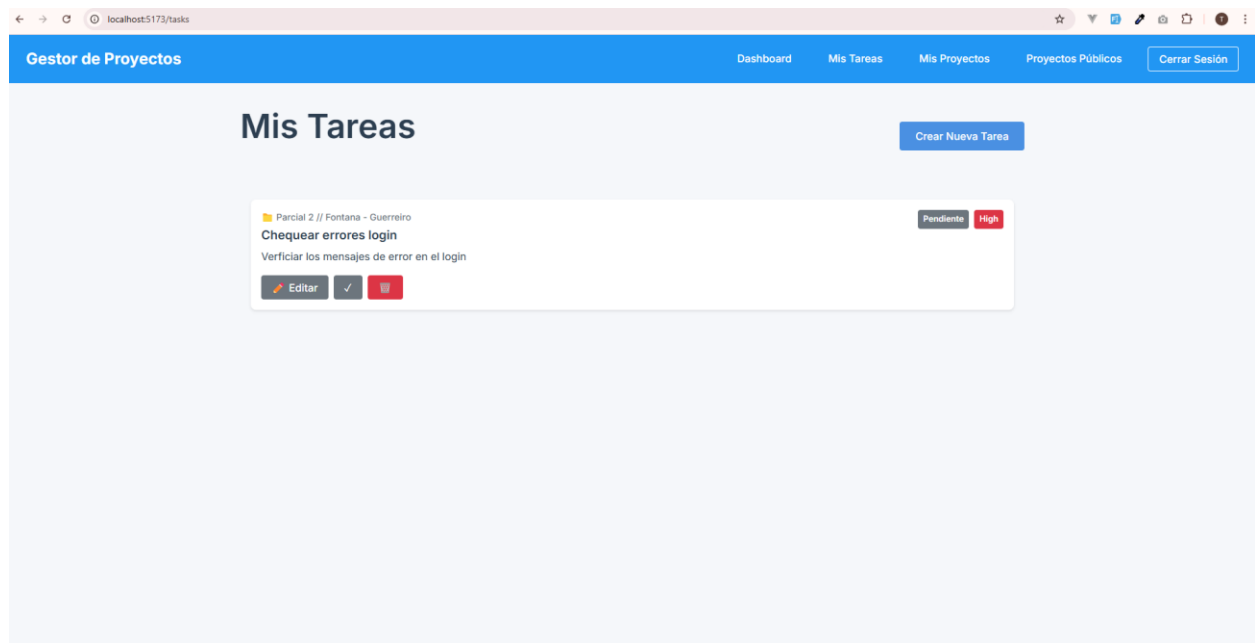 localhost:5173/tasks
Gestor de Proyectos
Dashboard
Mis Tareas
Mis Proyectos
Proyectos Públicos
Cerrar Sesión
Mis Tareas
Crear Nueva Tarea
Parcial 2 // Fontana - Guerreiro
Pendiente
High
Chequear errores login
Verficiar los mensajes de error en el login
Editar